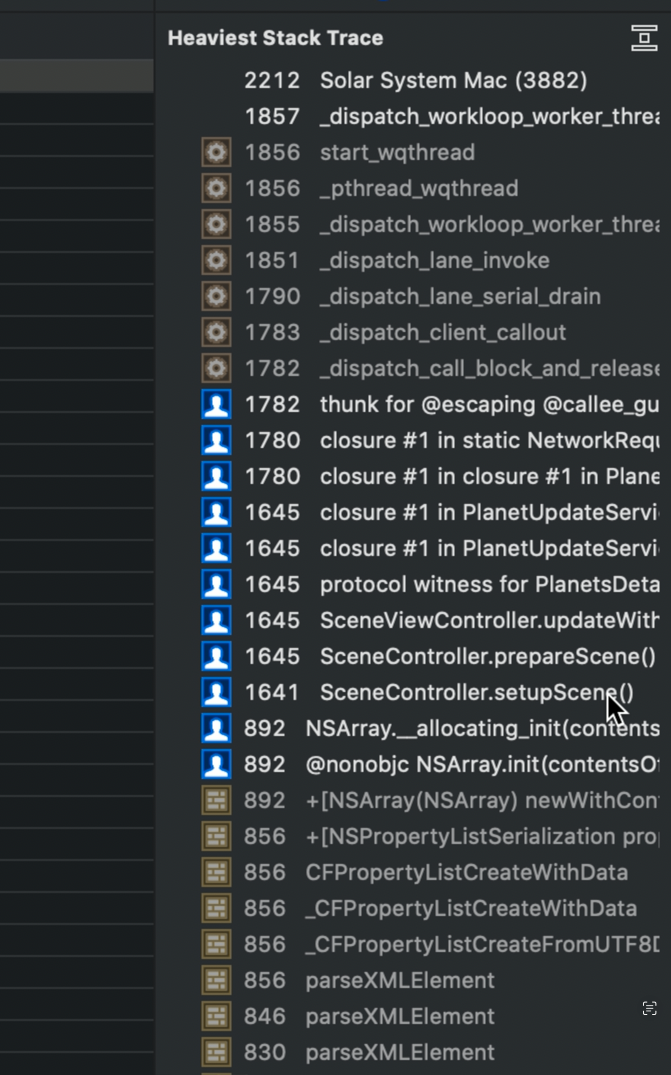 Heaviest Stack Trace
2212 Solar System Mac (3882)
1857 _dispatch_workloop_worker_threa
1856 start_wqthread
1856 _pthread_wqthread
1855 _dispatch_workloop_worker_threa
1851 _dispatch_lane_invoke
1790 _dispatch_lane_serial_drain
1783 _dispatch_client_callout
1782 _dispatch_call_block_and_release
1782 thunk for @escaping @callee_gu
1780 closure #1 in static NetworkRequ
1780 closure #1 in closure #1 in Plane
1645 closure #1 in PlanetUpdateServi
1645 closure #1 in PlanetUpdateServi
1645 protocol witness for PlanetsDeta
1645 SceneViewController.updateWith
1645 SceneController.prepareScene()
1641 SceneController.setupScene()
892 NSArray.__allocating_init(contents
892 @nonobjc NSArray.init(contentsOf
892 +[NSArray(NSArray) newWithCon
856 +[NSPropertyListSerialization pro
856 CFPropertyListCreateWithData
856 _CFPropertyListCreateWithData
856 _CFPropertyListCreateFromUTF8D
856 parseXMLElement
846 parseXMLElement
830 parseXMLElement